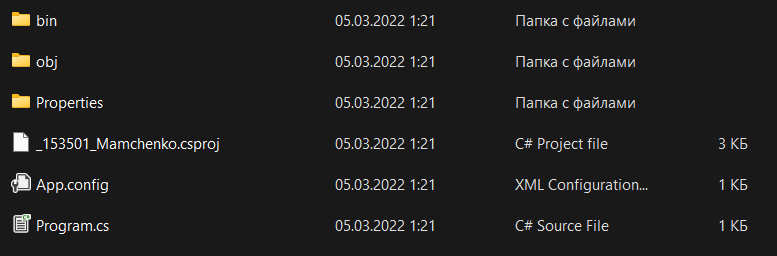 bin 05.03.2022 1:21 Папка с файлами
obj 05.03.2022 1:21 Папка с файлами
Properties 05.03.2022 1:21 Папка с файлами
_153501_Mamchenko.csproj 05.03.2022 1:21 C# Project file 3 КБ
App.config 05.03.2022 1:21 XML Configuration... 1 КБ
Program.cs 05.03.2022 1:21 C# Source File 1 КБ